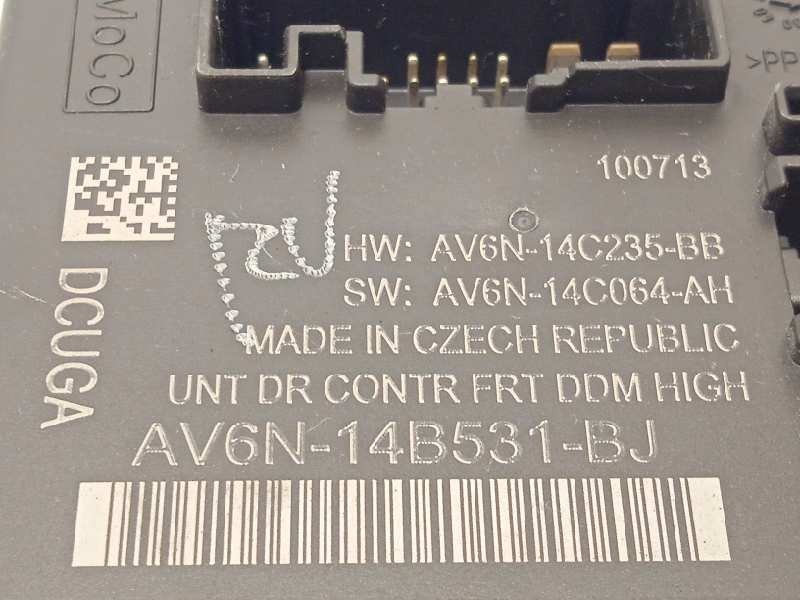 MoCo
>PP
100713
HW: AV6N-14C235-BB
SW: AV6N-14C064-AH
MADE IN CZECH REPUBLIC
UNT DR CONTR FRT DDM HIGH
AV6N-14B531-BJ
DCUGA